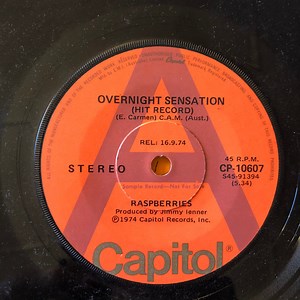 OVERNIGHT SENSATION
(HIT RECORD)
(E. Carmen) C.A.M. (Aust.)
REL: 16.9.74
STEREO
45 R.P.M.
CP-10607
S45-91394
(5.34)
Sample Record—Not For Sale
RASPBERRIES
Produced by Jimmy Ienner
℗1974 Capitol Records, Inc.
Capitol®